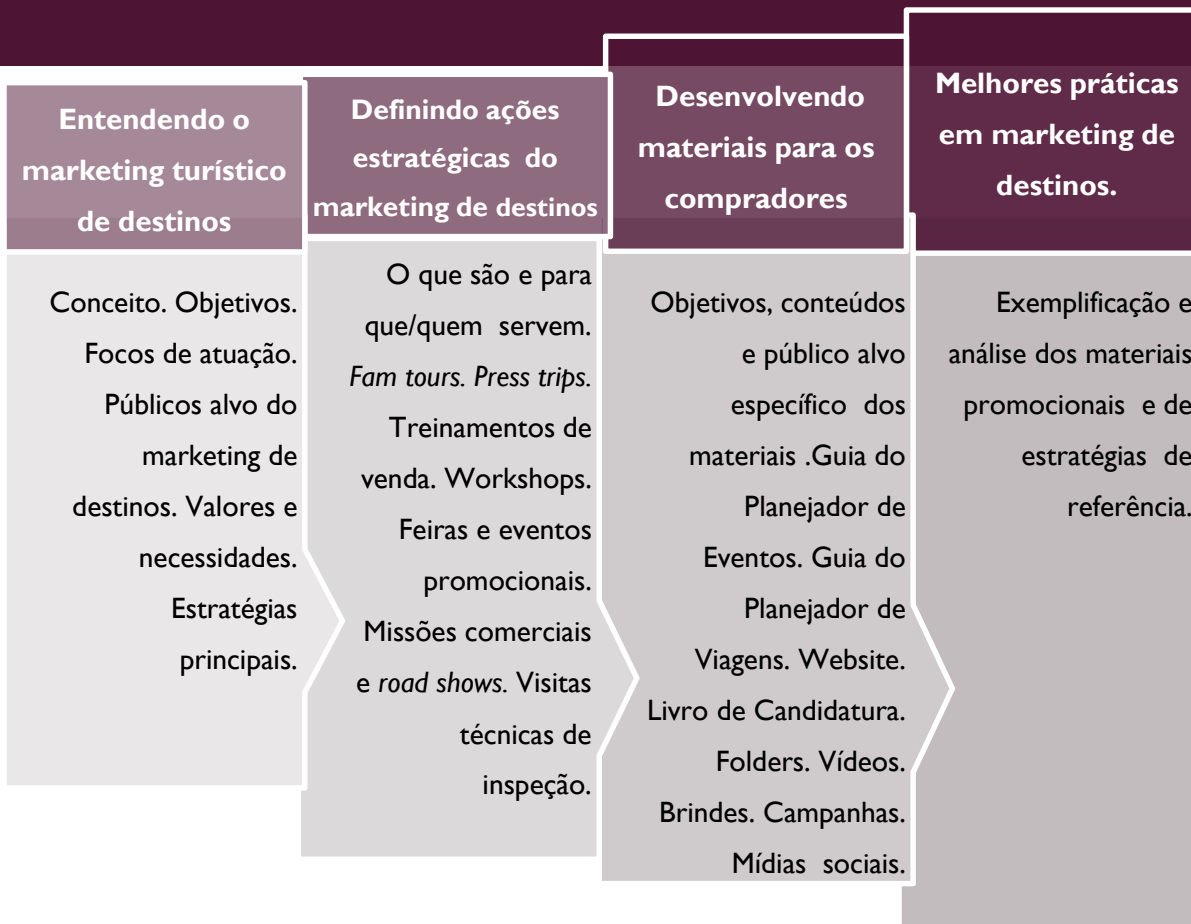 Entendendo o
marketing turístico
de destinos
Conceito. Objetivos.
Focos de atuação.
Públicos alvo do
marketing de
destinos. Valores e
necessidades.
Estratégias
principais.
Definindo ações
estratégicas do
marketing de destinos
O que são e para
que/quem servem.
Fam tours. Press trips.
Treinamentos de
venda. Workshops.
Feiras e eventos
promocionais.
Missões comerciais
e road shows. Visitas
técnicas de
inspeção.
Desenvolvendo
materiais para os
compradores
Objetivos, conteúdos
e público alvo
específico dos
materiais .Guia do
Planejador de
Eventos. Guia do
Planejador de
Viagens. Website.
Livro de Candidatura.
Folders. Vídeos.
Brindes. Campanhas.
Mídias sociais.
Melhores práticas
em marketing de
destinos.
Exemplificação e
análise dos materiais
promocionais e de
estratégias de
referência.